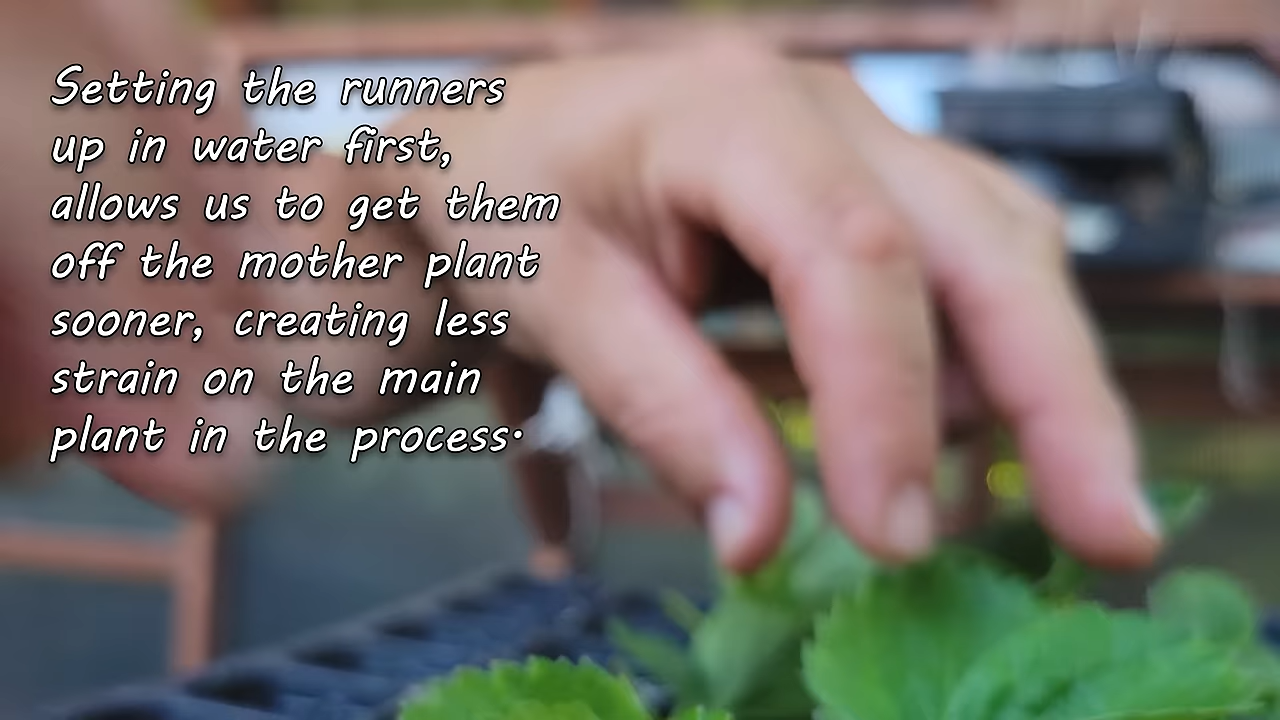 Setting the runners
up in water first,
allows us to get them
off the mother plant
sooner, creating less
strain on the main
plant in the process.